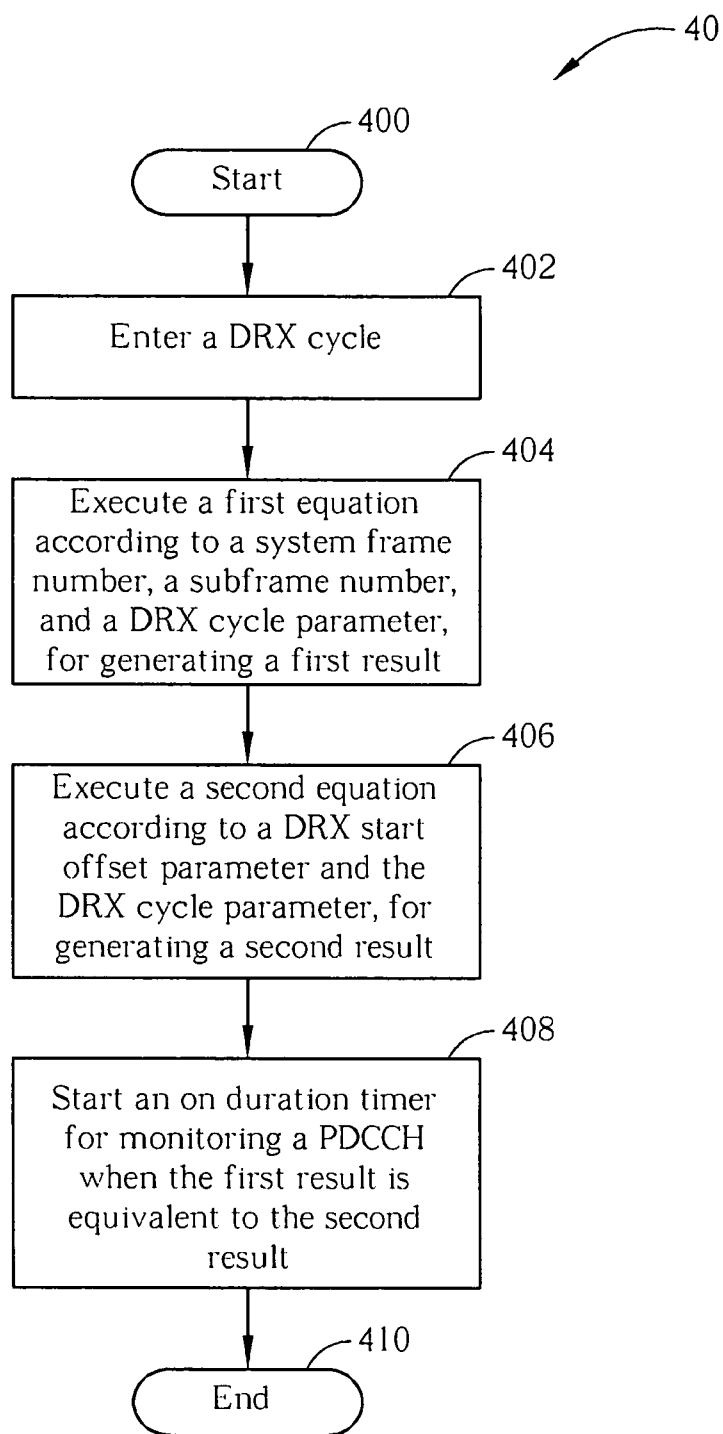 40
400
Start
402
Enter a DRX cycle
404
Execute a first equation
according to a system frame
number, a subframe number,
and a DRX cycle parameter,
for generating a first result
406
Execute a second equation
according to a DRX start
offset parameter and the
DRX cycle parameter, for
generating a second result
408
Start an on duration timer
for monitoring a PDCCH
when the first result is
equivalent to the second
result
410
End